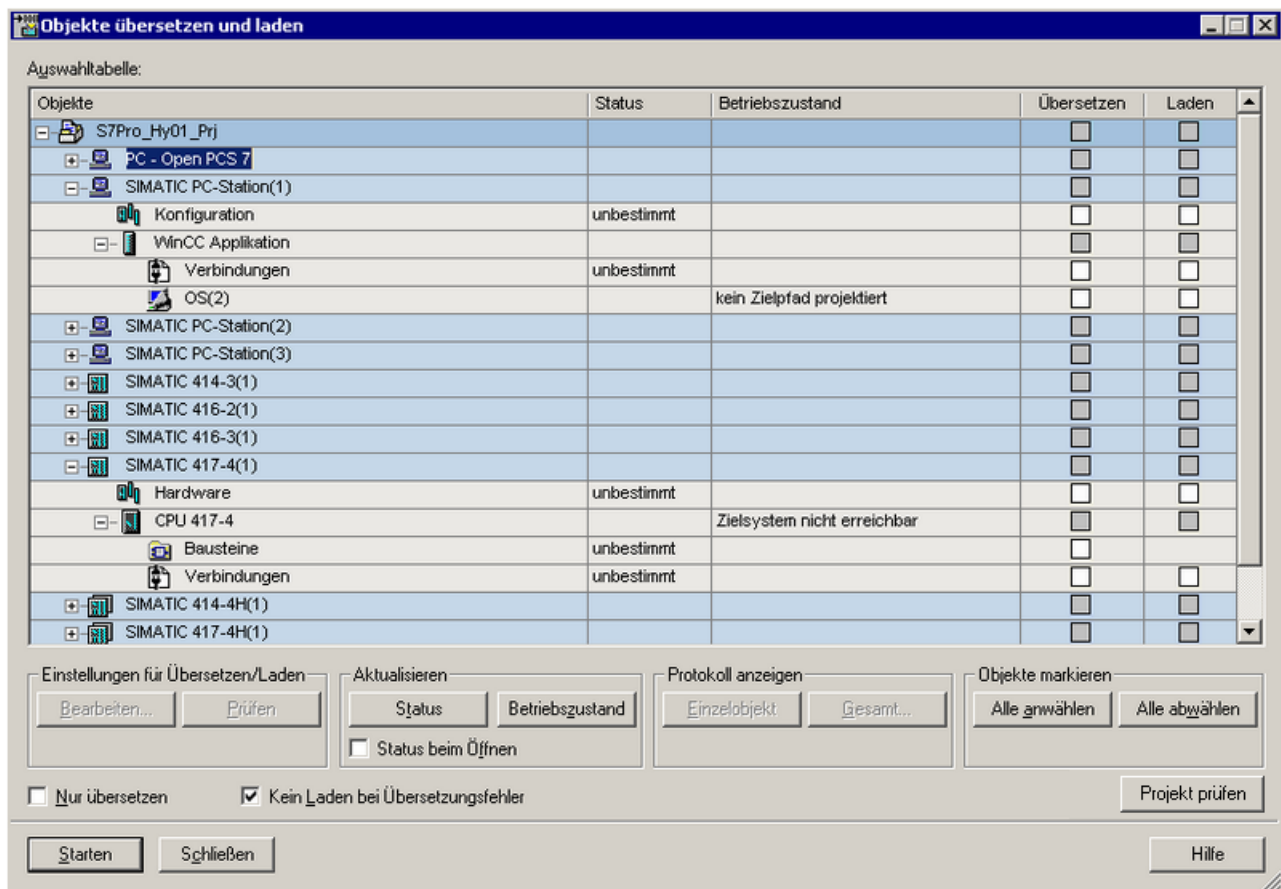 Objekte übersetzen und laden
Auswahltabelle:
Objekte Status Betriebszustand Übersetzen Laden
S7Pro_Hy01_Prj
PC - Open PCS 7
SIMATIC PC-Station(1)
Konfiguration unbestimmt
WinCC Applikation
Verbindungen unbestimmt
OS(2) kein Zielpfad projektiert
SIMATIC PC-Station(2)
SIMATIC PC-Station(3)
SIMATIC 414-3(1)
SIMATIC 416-2(1)
SIMATIC 416-3(1)
SIMATIC 417-4(1)
Hardware unbestimmt
CPU 417-4 Zielsystem nicht erreichbar
Bausteine unbestimmt
Verbindungen unbestimmt
SIMATIC 414-4H(1)
SIMATIC 417-4H(1)
Einstellungen für Übersetzen/Laden Aktualisieren Protokoll anzeigen Objekte markieren
Bearbeiten... Prüfen Status Betriebszustand Einzelobjekt Gesamt... Alle anwählen Alle abwählen
Status beim Öffnen
Nur übersetzen Kein Laden bei Übersetzungsfehler Projekt prüfen
Starten Schließen Hilfe